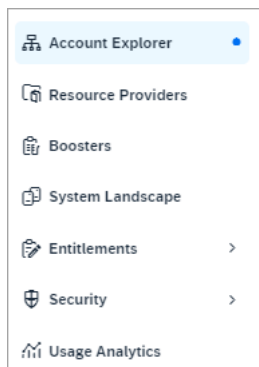 Account Explorer
Resource Providers
Boosters
System Landscape
Entitlements
Security
Usage Analytics